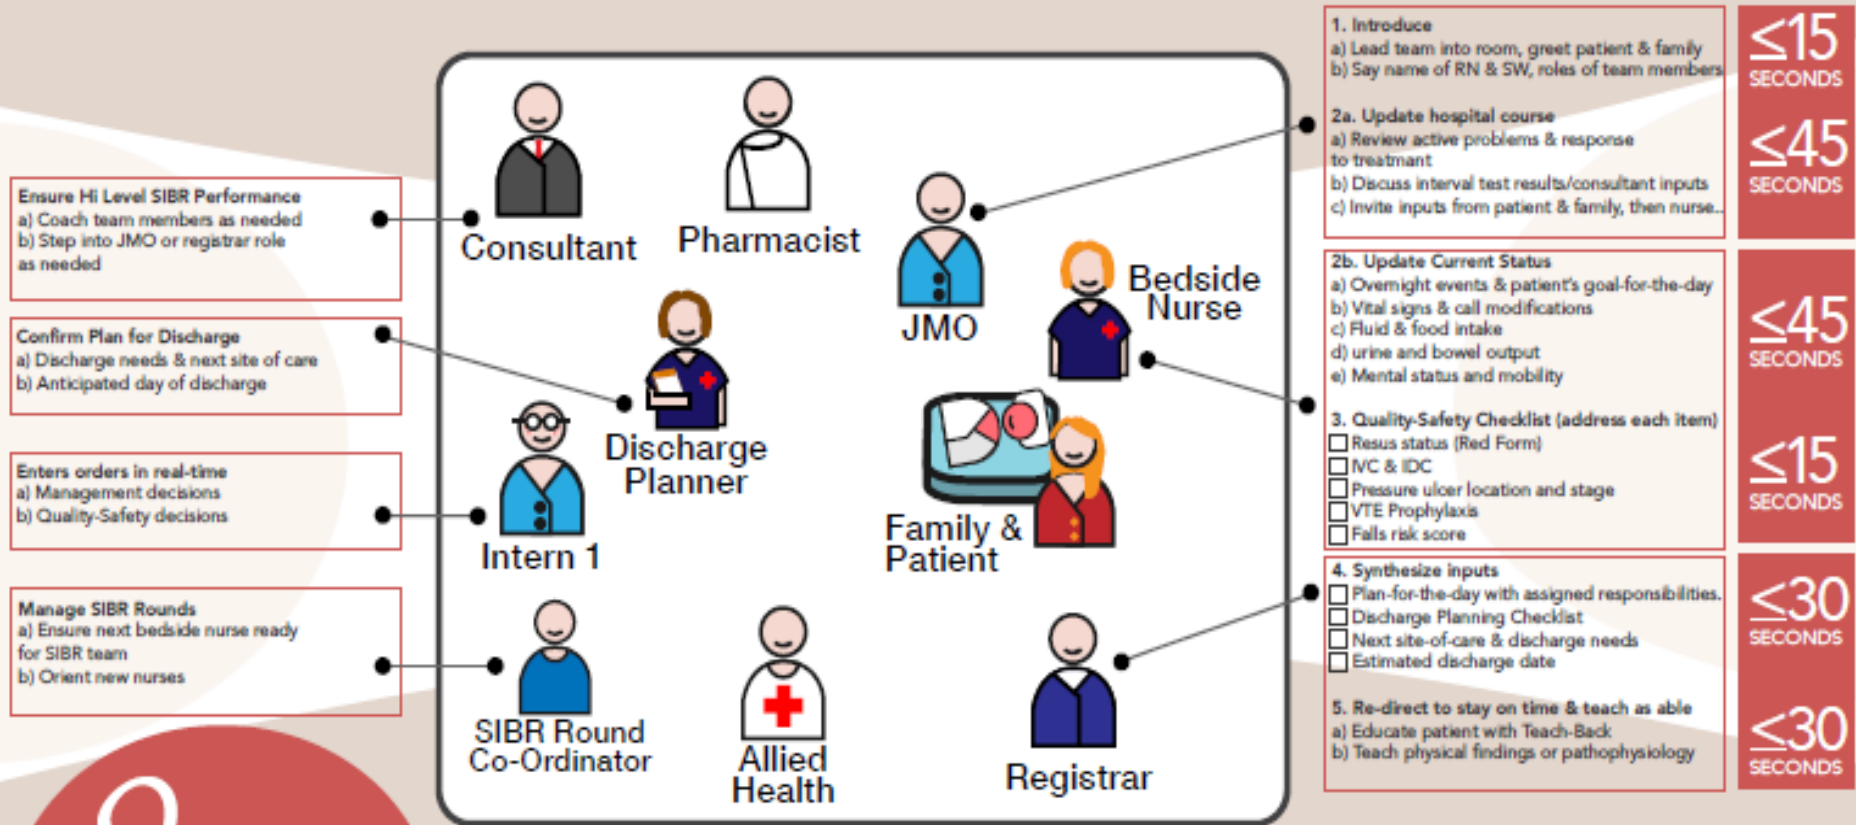 Ensure Hi Level SIBR Performance
a) Coach team members as needed
b) Step into JMO or registrar role
as needed
Confirm Plan for Discharge
a) Discharge needs & next site of care
b) Anticipated day of discharge
Enters orders in real-time
a) Management decisions
b) Quality-Safety decisions
Manage SIBR Rounds
a) Ensure next bedside nurse ready
for SIBR team
b) Orient new nurses
Consultant
Pharmacist
JMO
Bedside
Nurse
Discharge
Planner
Family &
Patient
Intern 1
SIBR Round
Co-Ordinator
Allied
Health
Registrar
1. Introduce
a) Lead team into room, greet patient & family
b) Say name of RN & SW, roles of team members
≤15
SECONDS
2a. Update hospital course
a) Review active problems & response
to treatmant
b) Discuss interval test results/consultant inputs
c) Invite inputs from patient & family, then nurse..
≤45
SECONDS
2b. Update Current Status
a) Overnight events & patient's goal-for-the-day
b) Vital signs & call modifications
c) Fluid & food intake
d) urine and bowel output
e) Mental status and mobility
≤45
SECONDS
3. Quality-Safety Checklist (address each item)
Resus status (Red Form)
IVC & IDC
Pressure ulcer location and stage
VTE Prophylaxis
Falls risk score
≤15
SECONDS
4. Synthesize inputs
Plan-for-the-day with assigned responsibilities.
Discharge Planning Checklist
Next site-of-care & discharge needs
Estimated discharge date
≤30
SECONDS
5. Re-direct to stay on time & teach as able
a) Educate patient with Teach-Back
b) Teach physical findings or pathophysiology
≤30
SECONDS